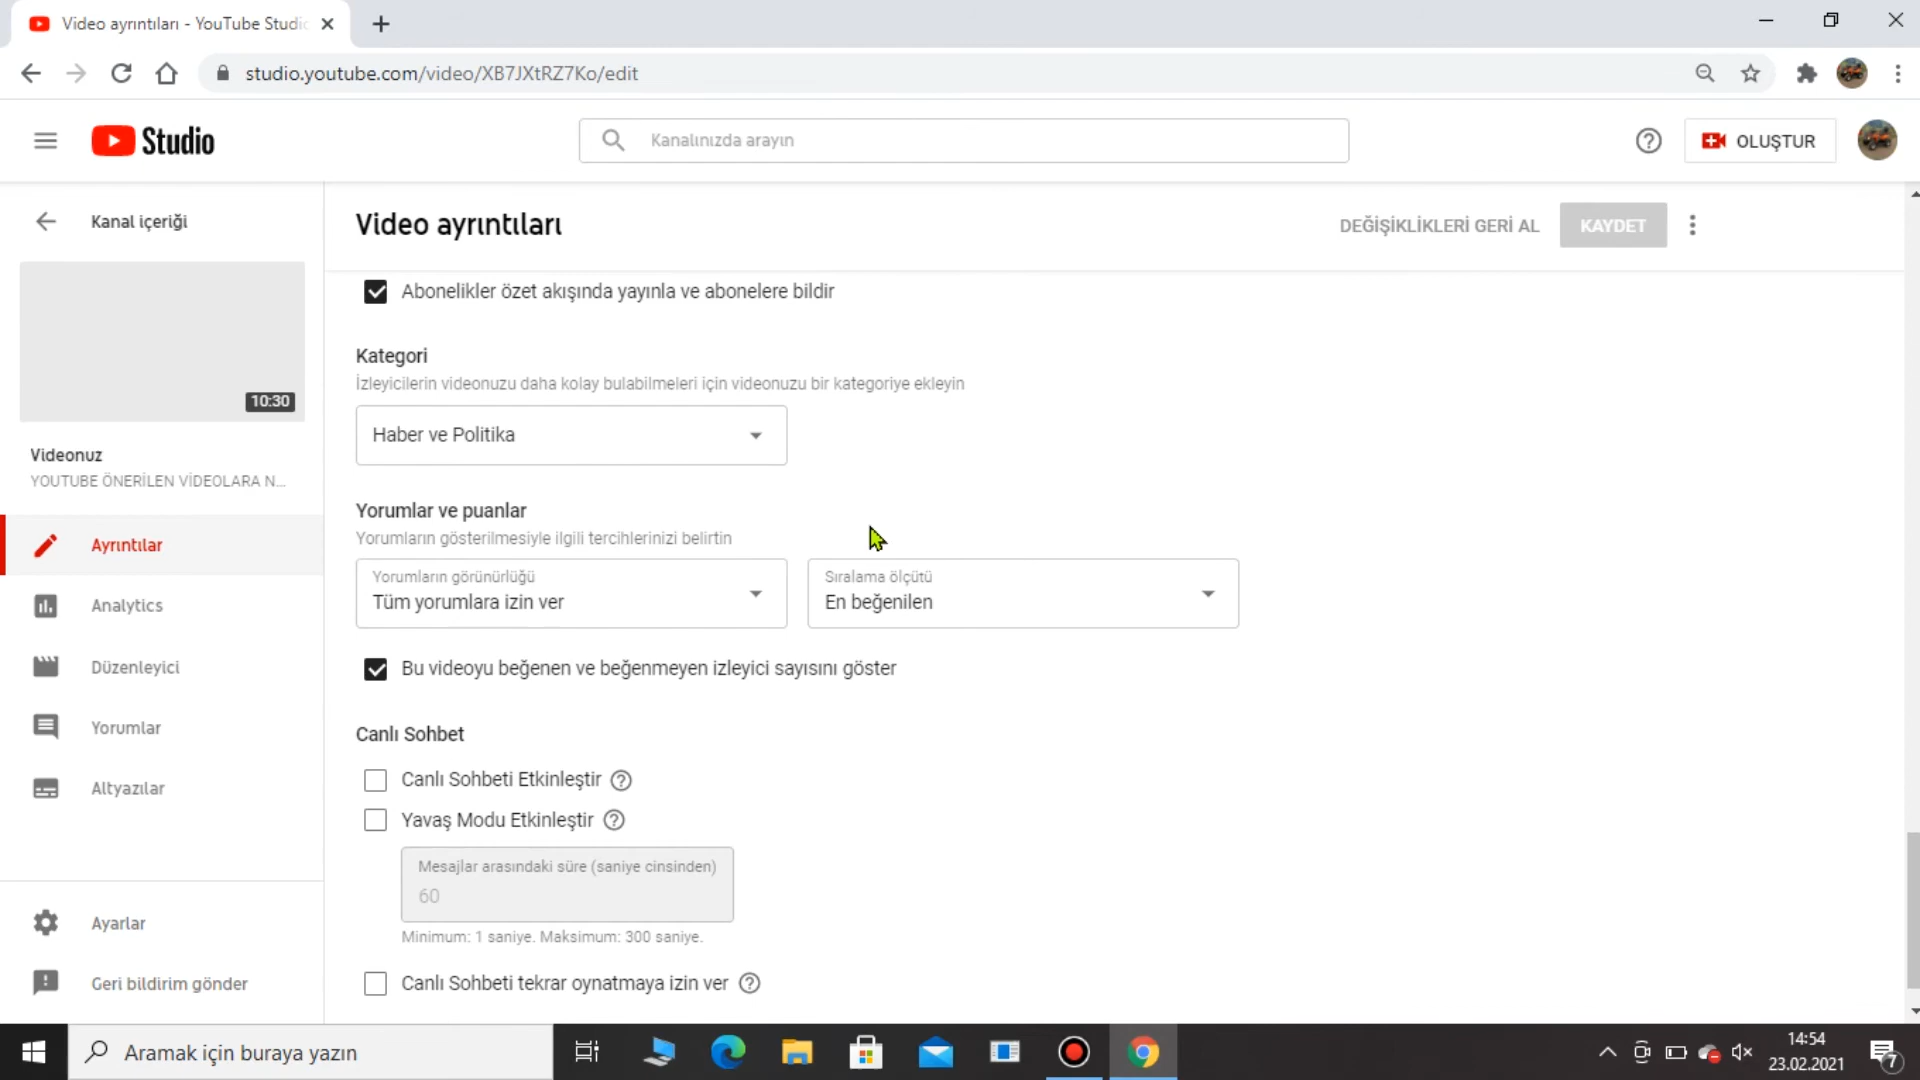 Video ayrıntıları - YouTube Studio
studio.youtube.com/video/XB7JXtRZ7Ko/edit
Studio
Kanalınızda arayın
OLUŞTUR
Kanal içeriği
Video ayrıntıları
DEĞİŞİKLİKLERİ GERİ AL
KAYDET
10:30
Videonuz
YOUTUBE ÖNERİLEN VİDEOLARA N...
Ayrıntılar
Analytics
Düzenleyici
Yorumlar
Altyazılar
Ayarlar
Geri bildirim gönder
Abonelikler özet akışında yayınla ve abonelere bildir
Kategori
İzleyicilerin videonuzu daha kolay bulabilmeleri için videonuzu bir kategoriye ekleyin
Haber ve Politika
Yorumlar ve puanlar
Yorumların gösterilmesiyle ilgili tercihlerinizi belirtin
Yorumların görünürlüğü
Tüm yorumlara izin ver
Sıralama ölçütü
En beğenilen
Bu videoyu beğenen ve beğenmeyen izleyici sayısını göster
Canlı Sohbet
Canlı Sohbeti Etkinleştir
Yavaş Modu Etkinleştir
Mesajlar arasındaki süre (saniye cinsinden)
60
Minimum: 1 saniye. Maksimum: 300 saniye.
Canlı Sohbeti tekrar oynatmaya izin ver
Aramak için buraya yazın
14:54
23.02.2021
7